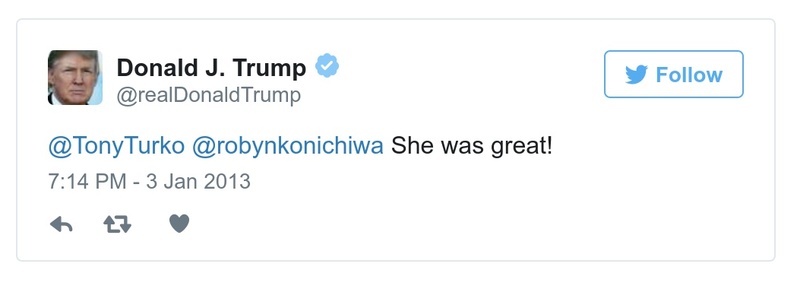 Donald J. Trump
@realDonaldTrump
Follow
@TonyTurko @robynkonichiwa She was great!
7:14 PM - 3 Jan 2013